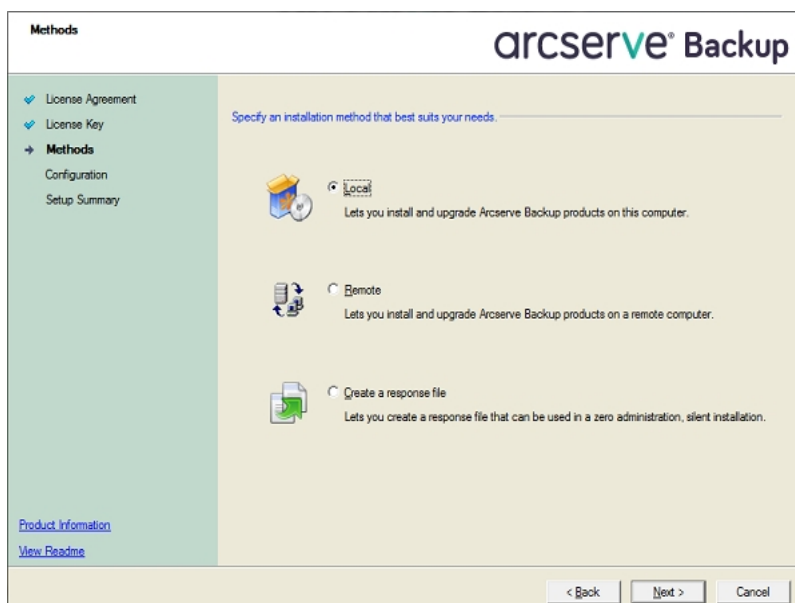 Methods
arcserve® Backup
License Agreement
License Key
Methods
Configuration
Setup Summary
Specify an installation method that best suits your needs.
Local
Lets you install and upgrade Arcserve Backup products on this computer.
Remote
Lets you install and upgrade Arcserve Backup products on a remote computer.
Create a response file
Lets you create a response file that can be used in a zero administration, silent installation.
Product Information
View Readme
< Back
Next >
Cancel